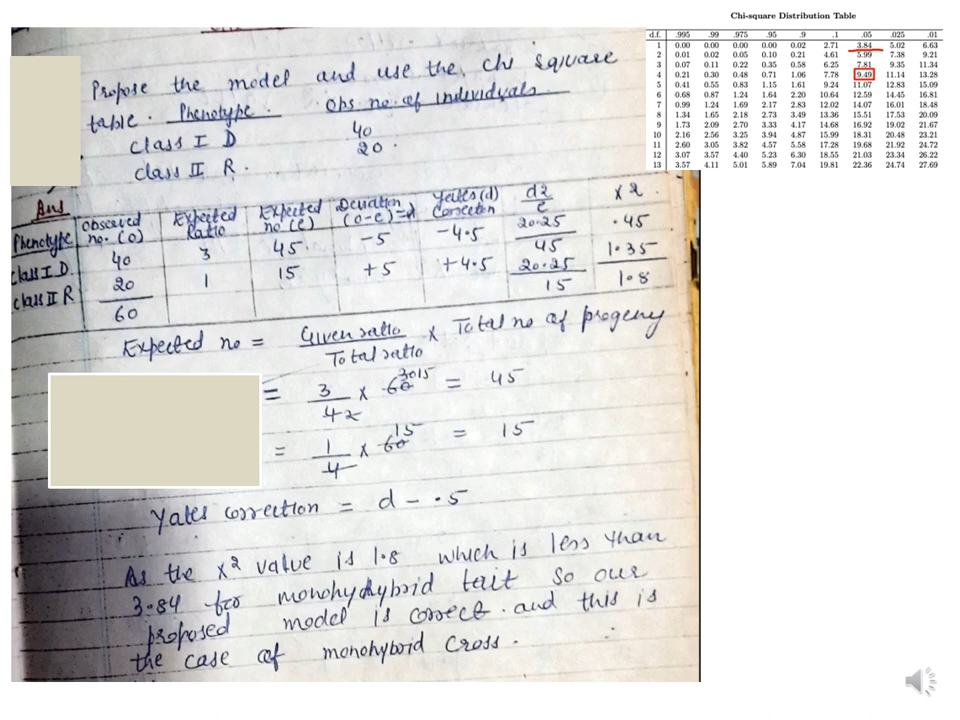 Chi-square Distribution Table
d.f. .995 .99 .975 .95 .9 .1 .05 .025 .01
1 0.00 0.00 0.00 0.00 0.02 2.71 3.84 5.02 6.63
2 0.01 0.02 0.05 0.10 0.21 4.61 5.99 7.38 9.21
3 0.07 0.11 0.22 0.35 0.58 6.25 7.81 9.35 11.34
4 0.21 0.30 0.48 0.71 1.06 7.78 9.49 11.14 13.28
5 0.41 0.55 0.83 1.15 1.61 9.24 11.07 12.83 15.09
6 0.68 0.87 1.24 1.64 2.20 10.64 12.59 14.45 16.81
7 0.99 1.24 1.69 2.17 2.83 12.02 14.07 16.01 18.48
8 1.34 1.65 2.18 2.73 3.49 13.36 15.51 17.53 20.09
9 1.73 2.09 2.70 3.33 4.17 14.68 16.92 19.02 21.67
10 2.16 2.56 3.25 3.94 4.87 15.99 18.31 20.48 23.21
11 2.60 3.05 3.82 4.57 5.58 17.28 19.68 21.92 24.72
12 3.07 3.57 4.40 5.23 6.30 18.55 21.03 23.34 26.22
13 3.57 4.11 5.01 5.89 7.04 19.81 22.36 24.74 27.69
Propose the model and use the chi square
table. Phenotype. Obs no. of individuals.
class I D 40
class II R. 20.
Ans
Phenotype Observed no. (O) Expected Ratio Expected no (e) Deviation (o-e)=d Yates (d) Correction d2/e x2
class I D. 40 3 45 -5 -4.5 20.25/45 .45
class II R 20 1 15 +5 +4.5 20.25/15 1.35
60 1.8
Expected no = Given ratio/Total ratio x Total no of progeny
= 3/4 2 x 60 30 15 = 45
= 1/4 x 60 15 = 15
Yates correction = d - .5
As the x2 value is 1.8 which is less than
3.84 for monohyhybrid trait so our
proposed model is correct. and this is
the case of monohybrid cross.